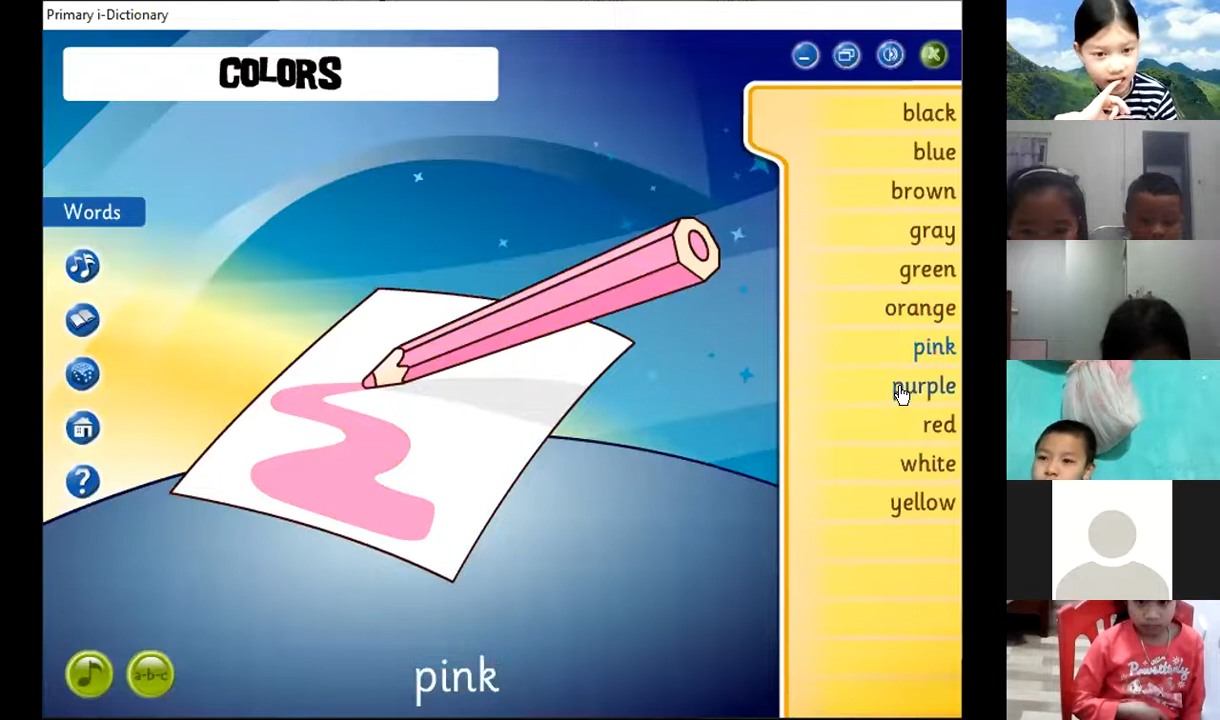 Primary i-Dictionary
COLORS
Words
a-b-c
pink
black
blue
brown
gray
green
orange
pink
purple
red
white
yellow